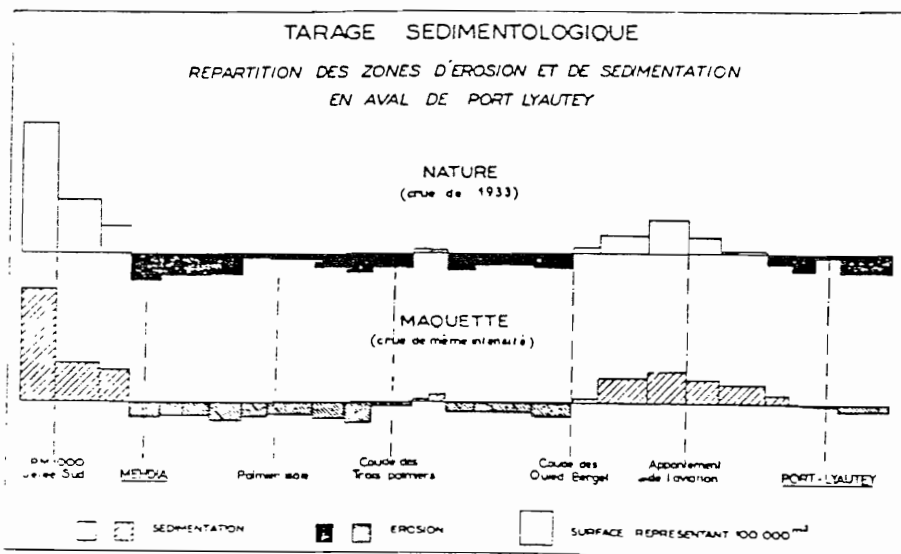 TARAGE SEDIMENTOLOGIQUE
REPARTITION DES ZONES D'EROSION ET DE SEDIMENTATION
EN AVAL DE PORT LYAUTEY
NATURE
(crue de 1933)
MAQUETTE
(crue de même intensité)
Jetée Sud
MEHDIA
Palmier isolé
Coude des
Trois palmiers
Coude des
Oued Fergel
Appontement
de l'aviation
PORT-LYAUTEY
SEDIMENTATION
EROSION
SURFACE REPRESENTANT 100 000 m³